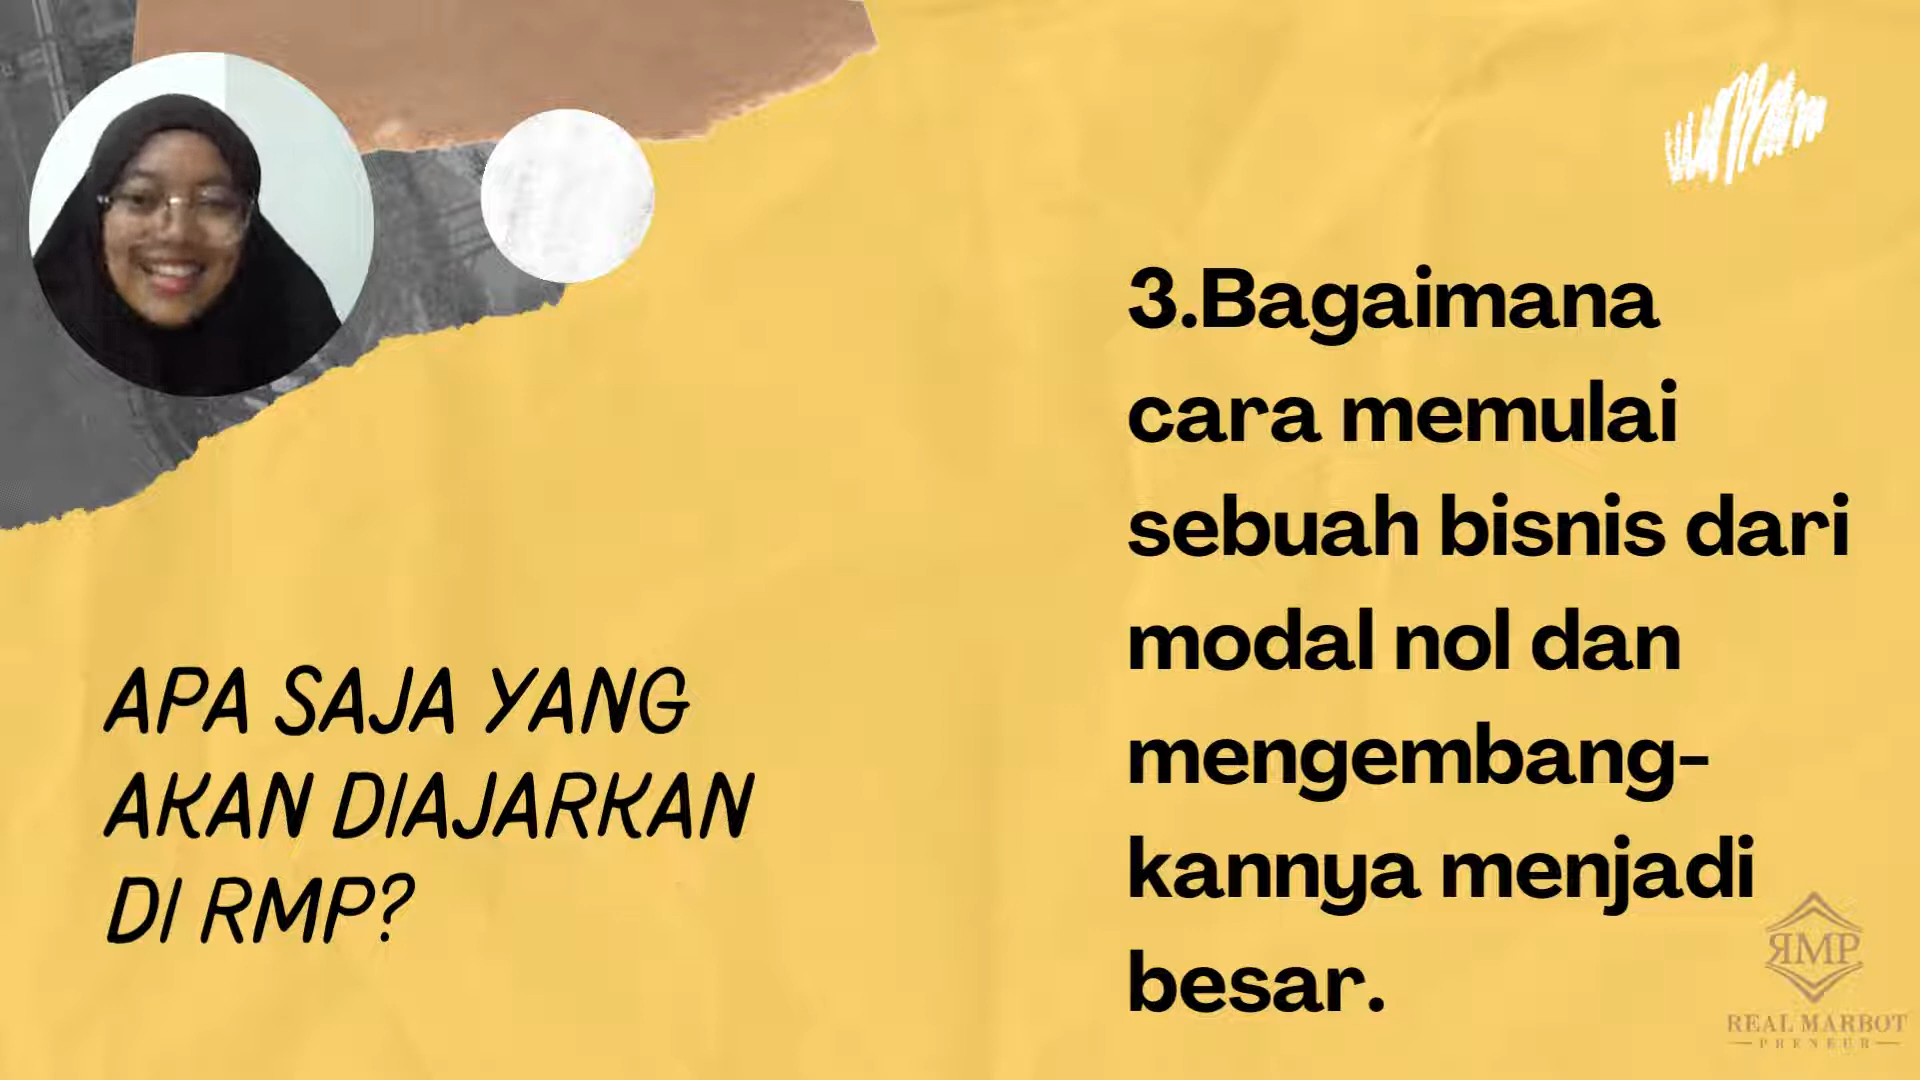 APA SAJA YANG
AKAN DIAJARKAN
DI RMP?
3.Bagaimana
cara memulai
sebuah bisnis dari
modal nol dan
mengembang-
kannya menjadi
besar.
RMP
REAL MARBOT
PRENEUR